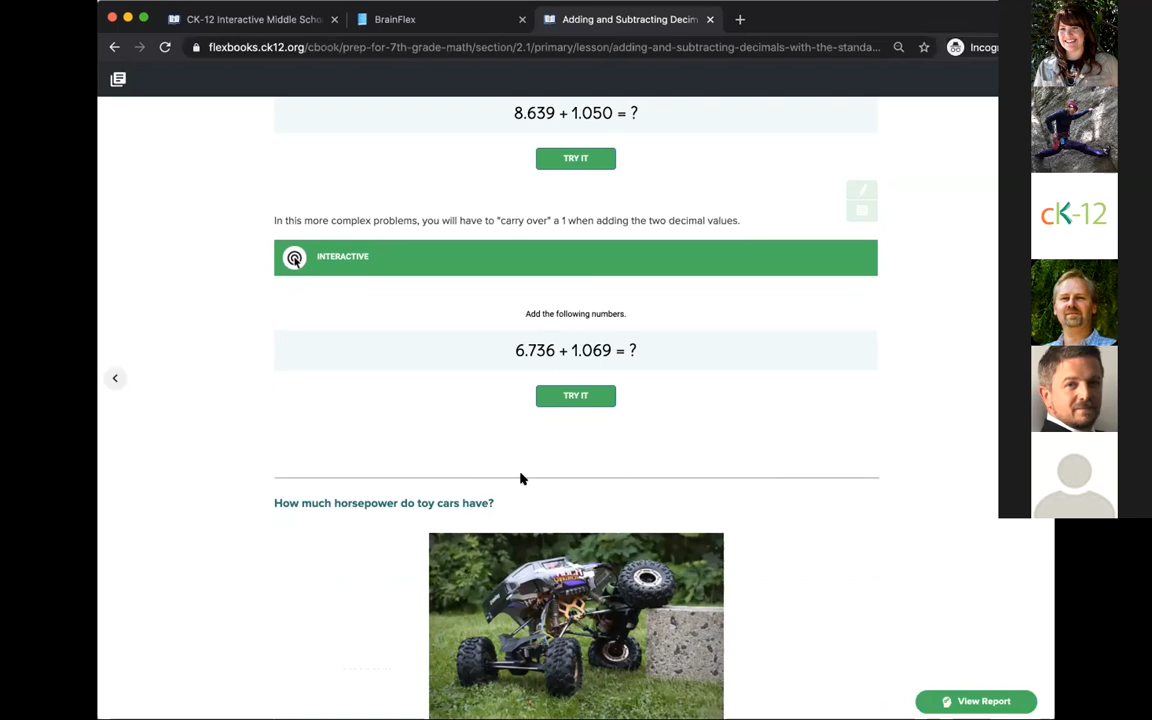 CK-12 Interactive Middle Scho
BrainFlex
Adding and Subtracting Decim
flexbooks.ck12.org/cbook/prep-for-7th-grade-math/section/2.1/primary/lesson/adding-and-subtracting-decimals-with-the-standa...
Incog
8.639 + 1.050 = ?
TRY IT
cK-12
In this more complex problems, you will have to "carry over" a 1 when adding the two decimal values.
INTERACTIVE
Add the following numbers.
6.736 + 1.069 = ?
TRY IT
How much horsepower do toy cars have?
View Report